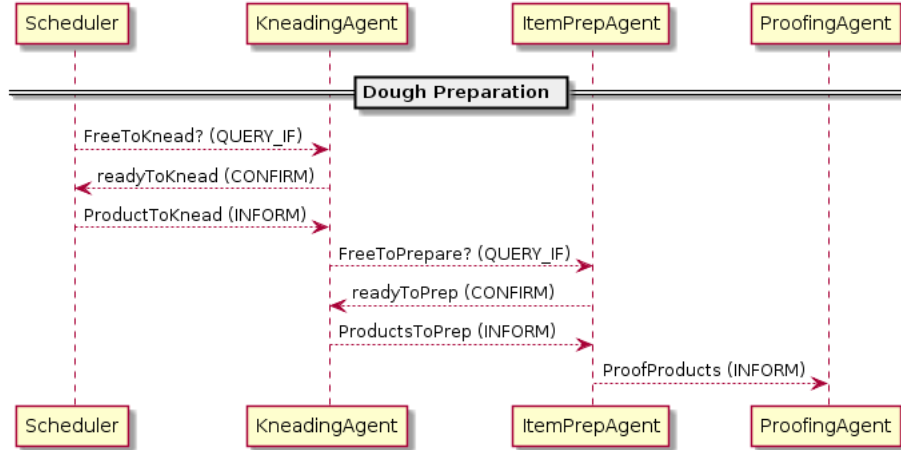 Scheduler KneadingAgent ItemPrepAgent ProofingAgent
Dough Preparation
FreeToKnead? (QUERY_IF)
readyToKnead (CONFIRM)
ProductToKnead (INFORM)
FreeToPrepare? (QUERY_IF)
readyToPrep (CONFIRM)
ProductsToPrep (INFORM)
ProofProducts (INFORM)
Scheduler KneadingAgent ItemPrepAgent ProofingAgent